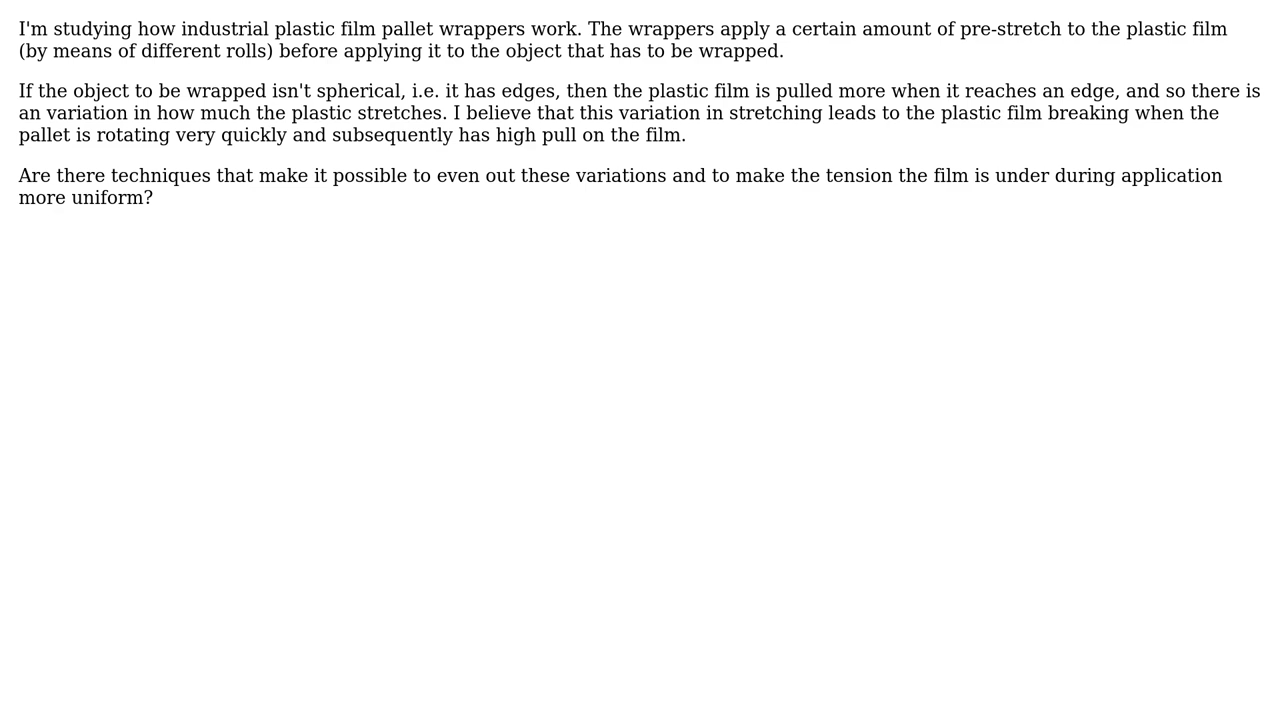 I'm studying how industrial plastic film pallet wrappers work. The wrappers apply a certain amount of pre-stretch to the plastic film
(by means of different rolls) before applying it to the object that has to be wrapped.
If the object to be wrapped isn't spherical, i.e. it has edges, then the plastic film is pulled more when it reaches an edge, and so there is
an variation in how much the plastic stretches. I believe that this variation in stretching leads to the plastic film breaking when the
pallet is rotating very quickly and subsequently has high pull on the film.
Are there techniques that make it possible to even out these variations and to make the tension the film is under during application
more uniform?